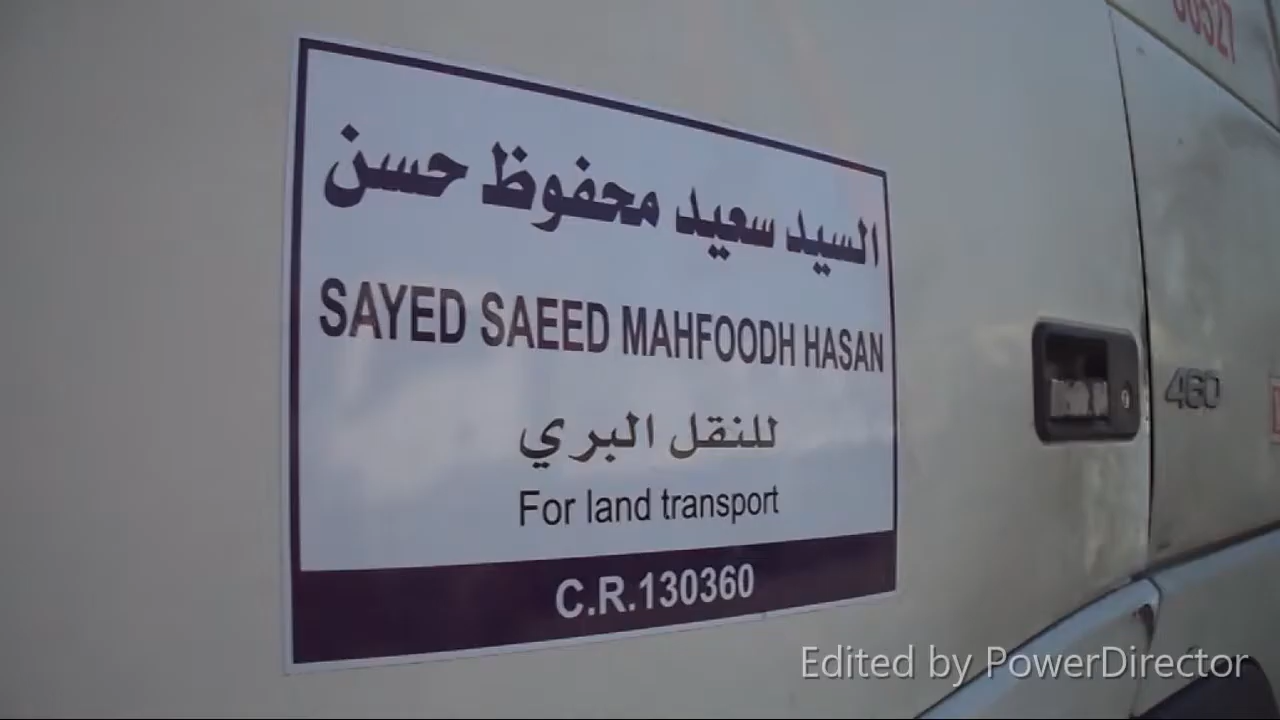 السيد سعيد محفوظ حسن
SAYED SAEED MAHFOODH HASAN
للنقل البري
For land transport
C.R.130360
460
Edited by PowerDirector